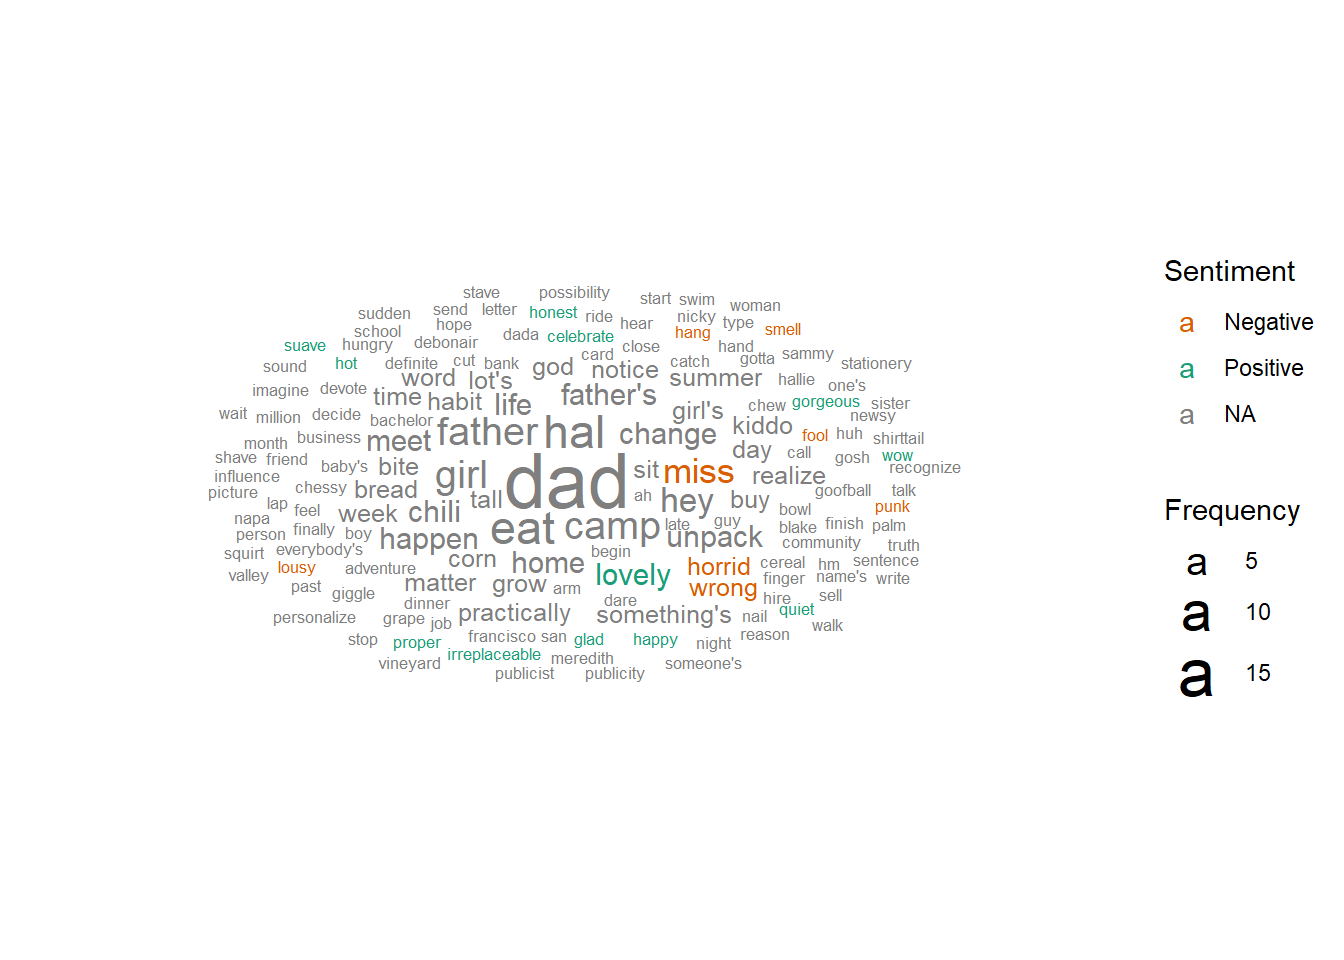 stave possibility start swim woman
sudden send letter honest ride hear nicky type smell
school hope dada celebrate hang
suave hungry debonair card close hand sammy
sound hot definite cut bank god notice catch gotta stationery
imagine devote word lot's summer hallie one's
wait million decide time habit life father's girl's chew gorgeous sister
month business bachelor father hal change kiddo fool huh newsy shirttail
shave friend baby's meet day call gosh wow
influence chessy bite girl dad sit miss realize goofball talk recognize
picture lap feel bread tall ah hey buy bowl punk
napa person finally boy week chili eat camp late guy blake finish palm
squirt everybody's happen begin unpack community truth
valley lousy adventure corn home lovely horrid cereal hm sentence
past giggle matter grow arm wrong finger name's write
personalize dinner grape job practically dare something's nail hire quiet sell walk
stop proper francisco san glad happy night reason
vineyard irreplaceable meredith someone's
publicist publicity
Sentiment
a Negative
a Positive
a NA
Frequency
a 5
a 10
a 15